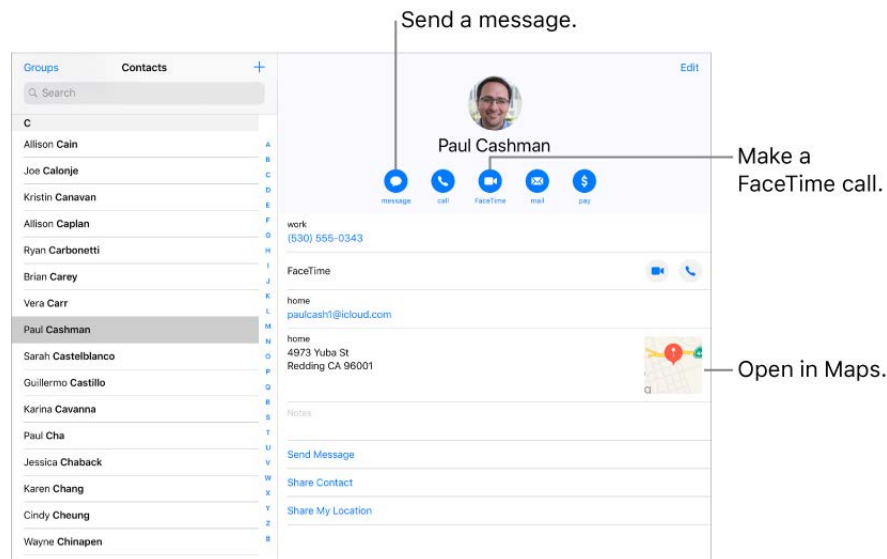 Send a message.
Groups
Contacts
+
Edit
Search
C
Allison Cain
Joe Calonje
Kristin Canavan
Allison Caplan
Ryan Carbonetti
Brian Carey
Vera Carr
Paul Cashman
Sarah Castelblanco
Guillermo Castillo
Karina Cavanna
Paul Cha
Jessica Chaback
Karen Chang
Cindy Cheung
Wayne Chinapen
A
B
C
D
E
F
G
H
I
J
K
L
M
N
O
P
Q
R
S
T
U
V
W
X
Y
Z
#
Paul Cashman
message
call
FaceTime
mail
$
pay
Make a
FaceTime call.
work
(530) 555-0343
FaceTime
home
paulcash1@icloud.com
home
4973 Yuba St
Redding CA 96001
Open in Maps.
Notes
Send Message
Share Contact
Share My Location